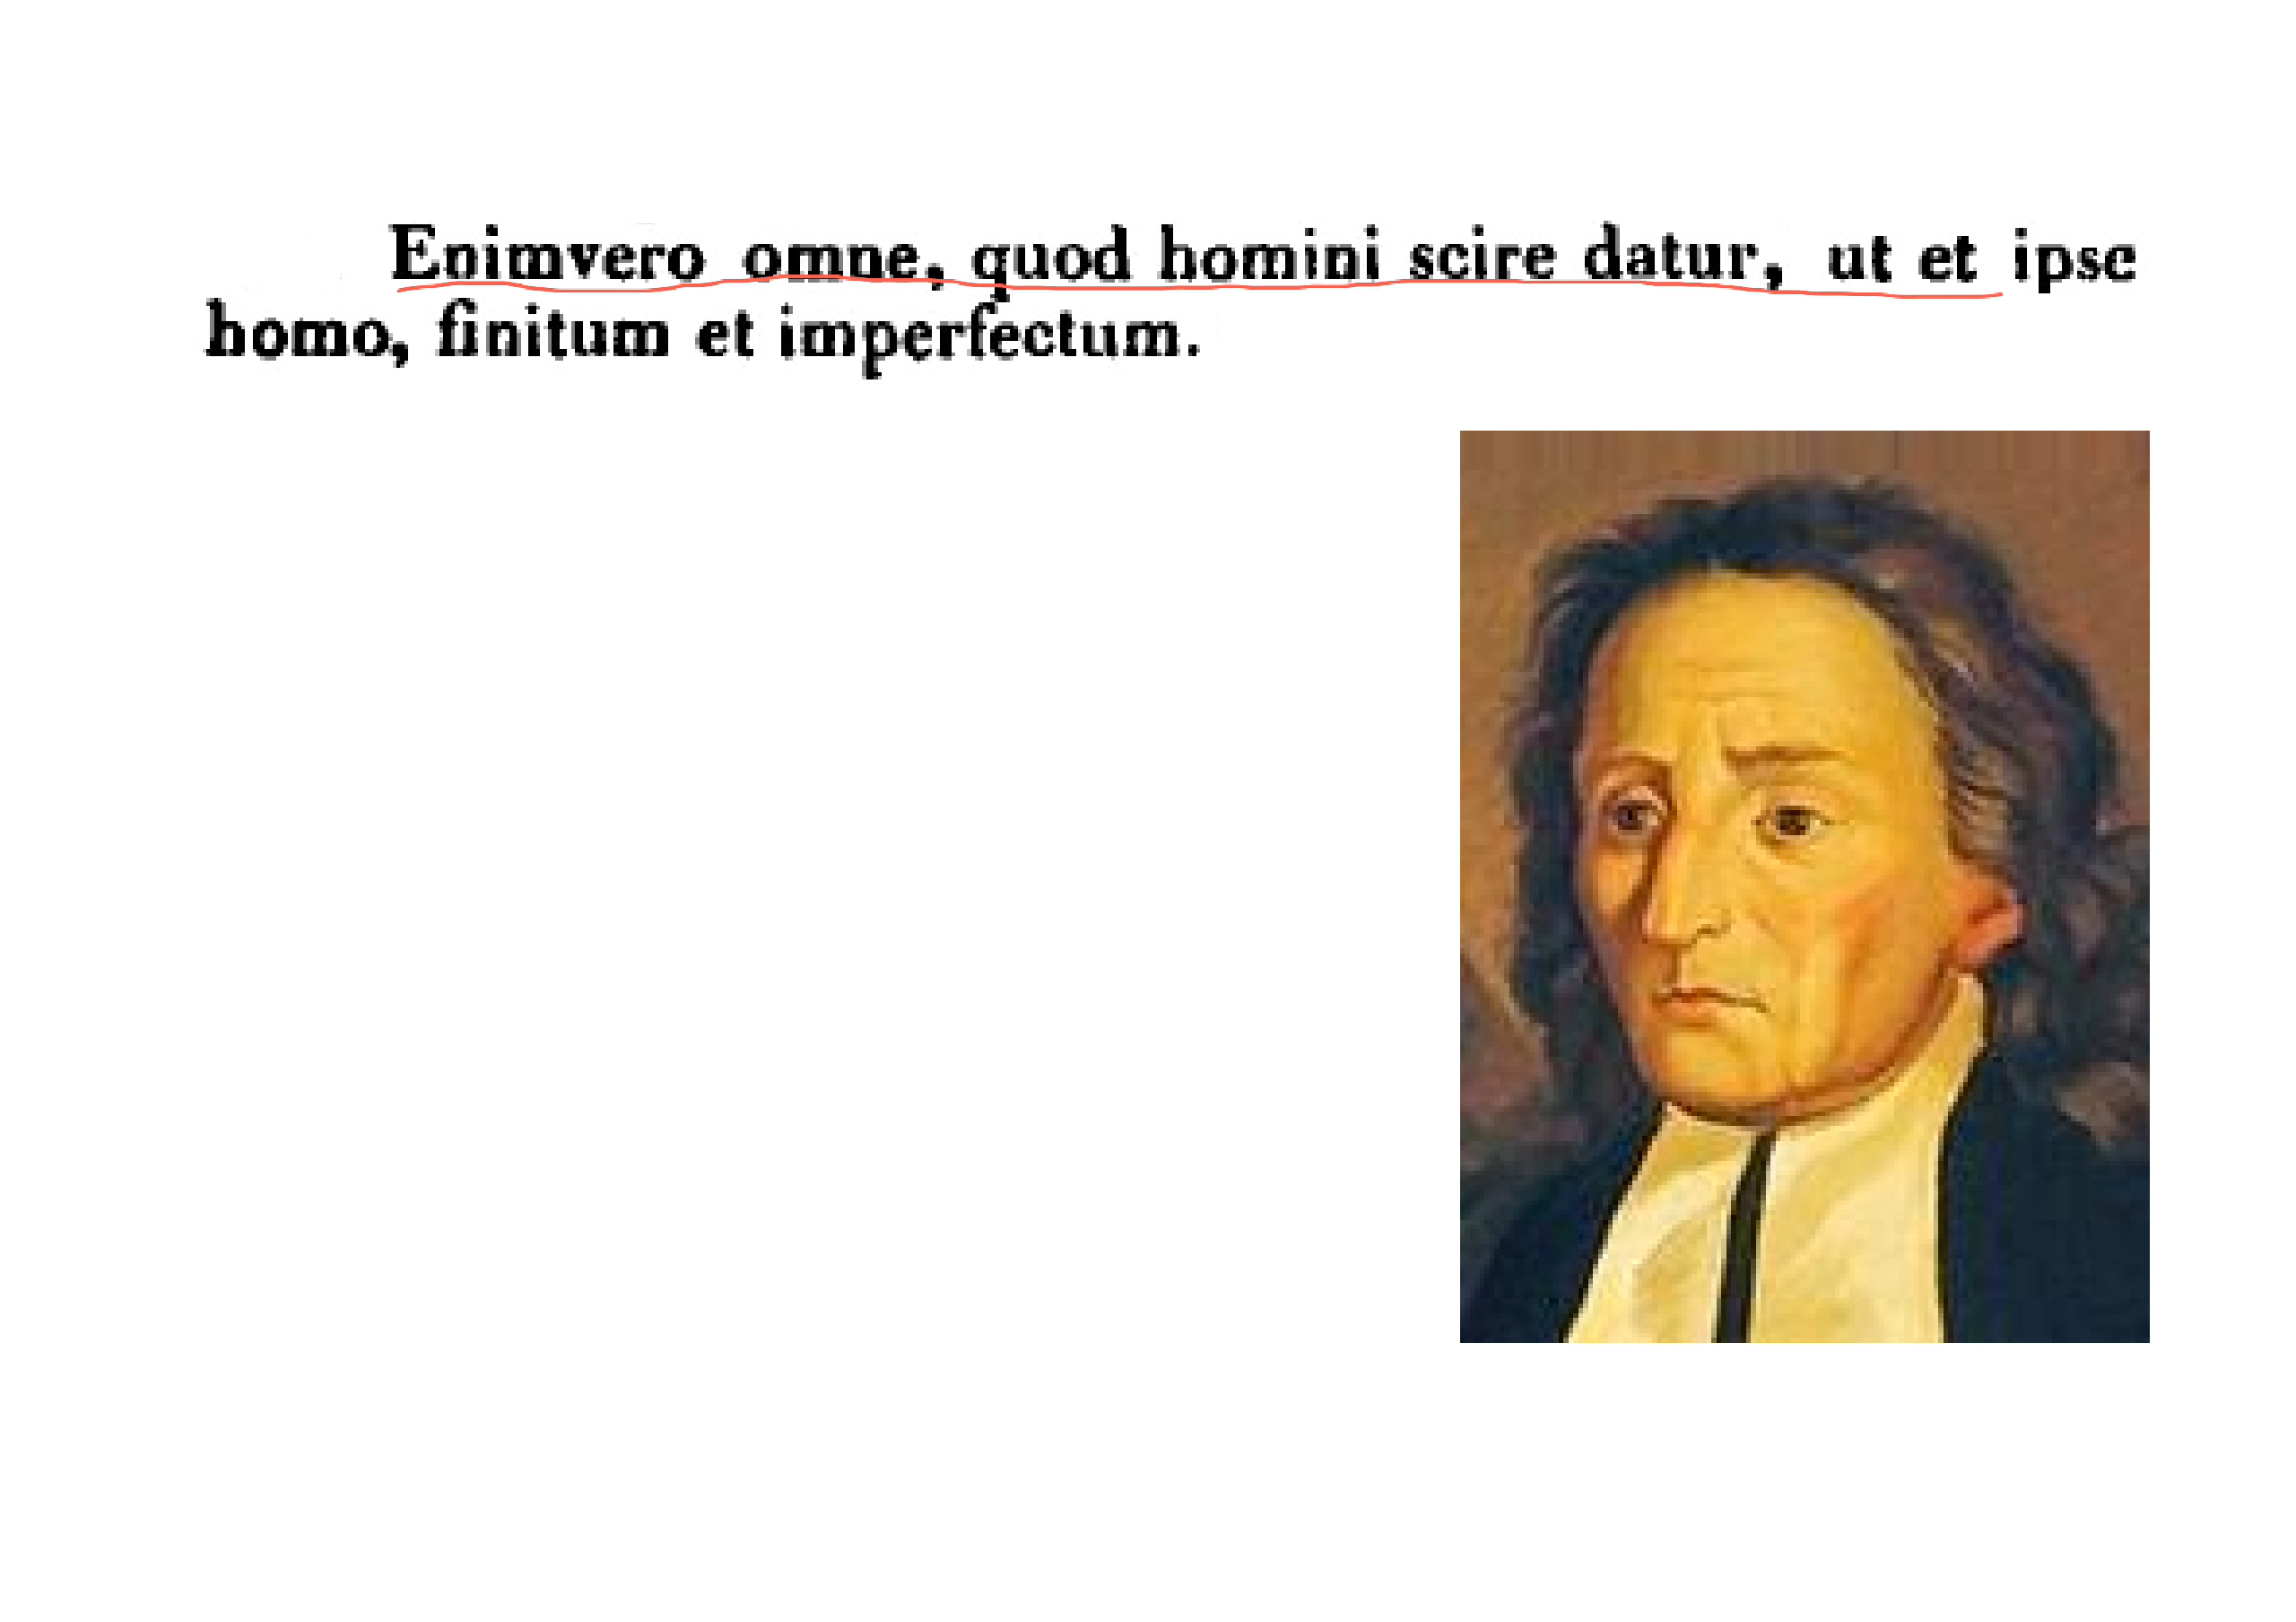 Enimvero omne, quod homini scire datur, ut et ipse
homo, finitum et imperfectum.